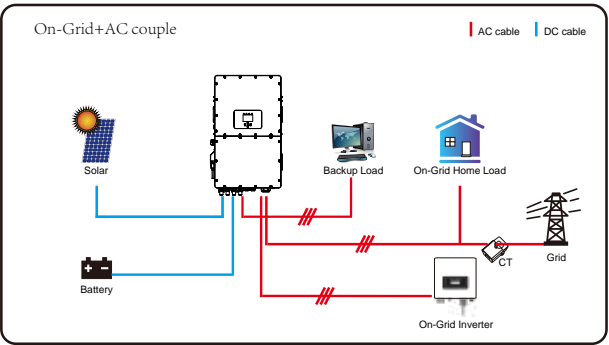 On-Grid+AC couple
AC cable
DC cable
Solar
Backup Load
On-Grid Home Load
Grid
CT
Battery
On-Grid Inverter